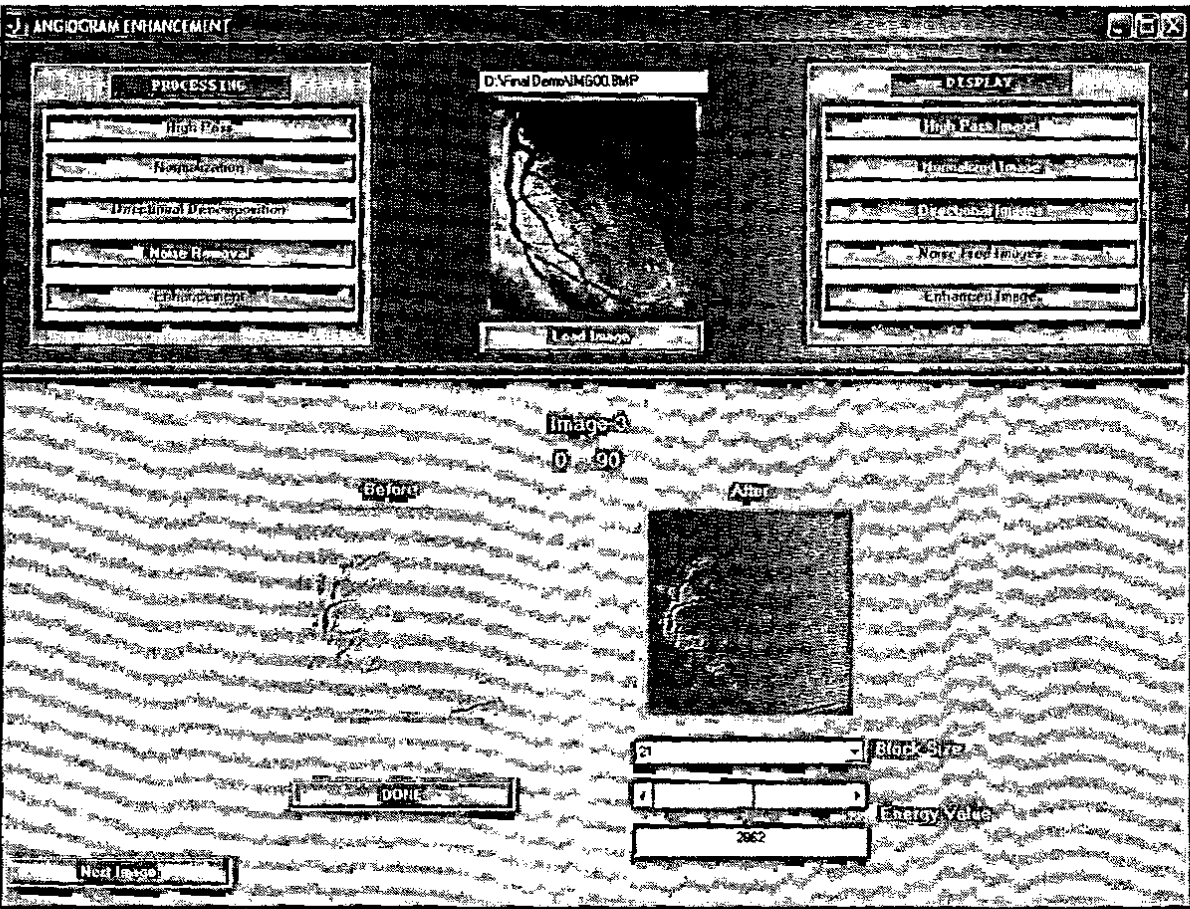 ANGIOGRAM ENHANCEMENT
PROCESSING
High Pass
Normalization
Directional Decomposition
Noise Removal
Enhancement
D:\Final Demo\IMG00.BMP
Load Image
DISPLAY
High Pass Image
Normalized Image
Directional Images
Noise Free Images
Enhanced Image
Image 3
0 - 90
Before
After
21
Block Size
DONE
Energy Value
2662
Next Image